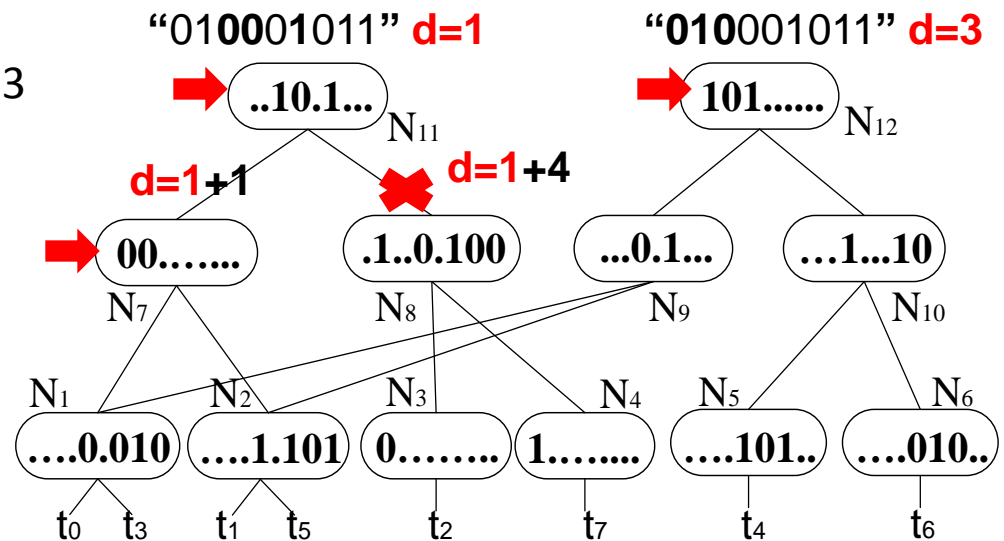 “010001011” d=1
“010001011” d=3
3
..10.1...
N11
101......
N12
d=1+1
d=1+4
00.......
N7
.1..0.100
N8
...0.1...
N9
…1...10
N10
N1
N2
N3
N4
N5
N6
….0.010
….1.101
0……..
1…....
….101..
….010..
t0 t3 t1 t5 t2 t7 t4 t6